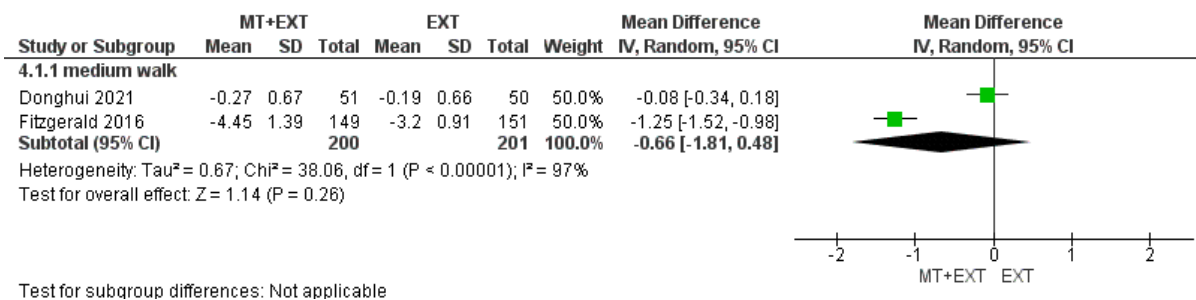 MT+EXT EXT Mean Difference Mean Difference
Study or Subgroup Mean SD Total Mean SD Total Weight IV, Random, 95% CI IV, Random, 95% CI
4.1.1 medium walk
Donghui 2021 -0.27 0.67 51 -0.19 0.66 50 50.0% -0.08 [-0.34, 0.18]
Fitzgerald 2016 -4.45 1.39 149 -3.2 0.91 151 50.0% -1.25 [-1.52, -0.98]
Subtotal (95% CI) 200 201 100.0% -0.66 [-1.81, 0.48]
Heterogeneity: Tau² = 0.67; Chi² = 38.06, df = 1 (P < 0.00001); I² = 97%
Test for overall effect: Z = 1.14 (P = 0.26)
-2 -1 0 1 2
MT+EXT EXT
Test for subgroup differences: Not applicable